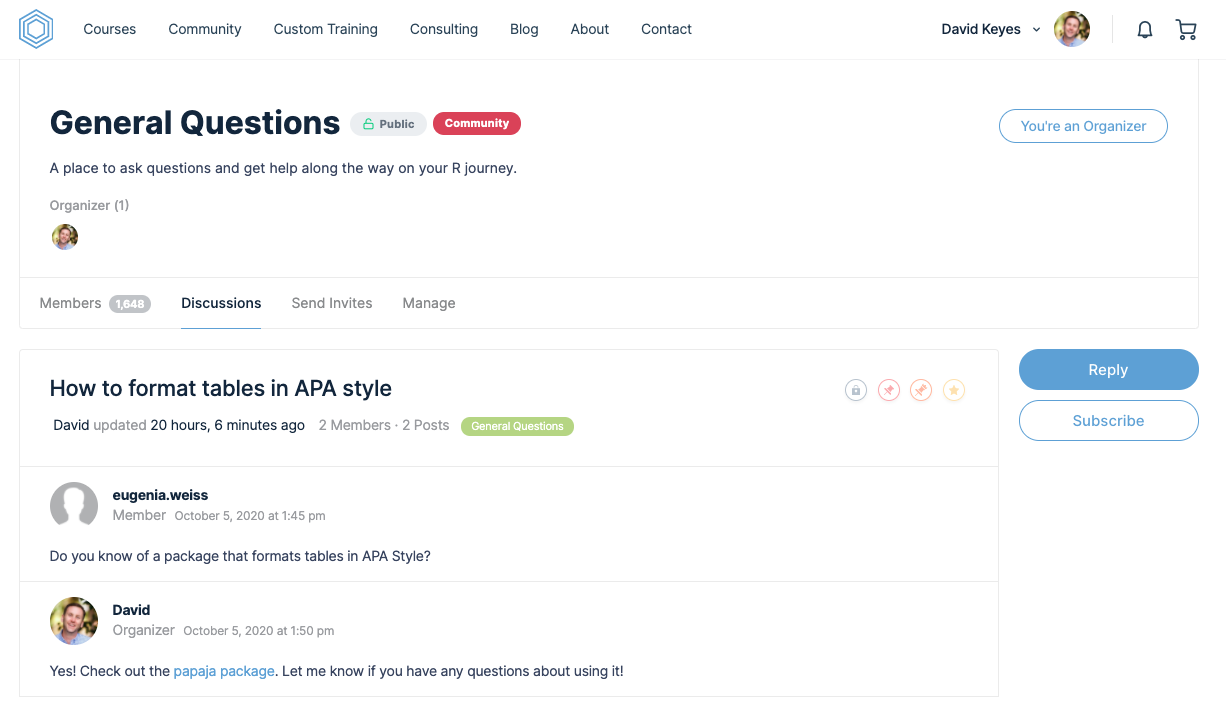 Courses Community Custom Training Consulting Blog About Contact David Keyes
General Questions Public Community You're an Organizer
A place to ask questions and get help along the way on your R journey.
Organizer (1)
Members 1,648 Discussions Send Invites Manage
How to format tables in APA style
Reply
David updated 20 hours, 6 minutes ago 2 Members · 2 Posts General Questions
Subscribe
eugenia.weiss
Member October 5, 2020 at 1:45 pm
Do you know of a package that formats tables in APA Style?
David
Organizer October 5, 2020 at 1:50 pm
Yes! Check out the papaja package. Let me know if you have any questions about using it!